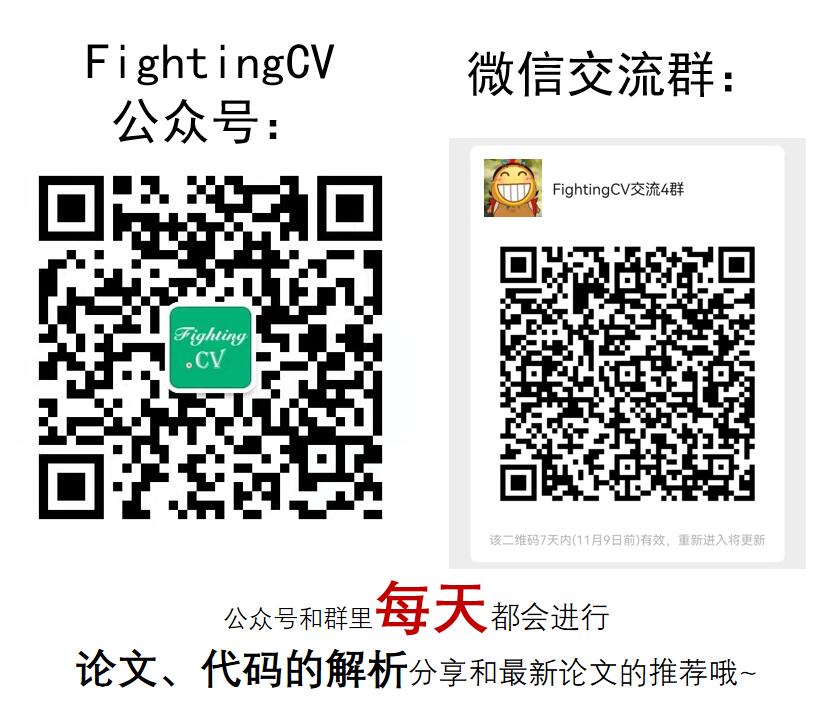 FightingCV
公众号：
微信交流群：
FightingCV交流4群
Fighting
.CV
该二维码7天内(11月9日前)有效，重新进入将更新
公众号和群里每天都会进行
论文、代码的解析分享和最新论文的推荐哦~